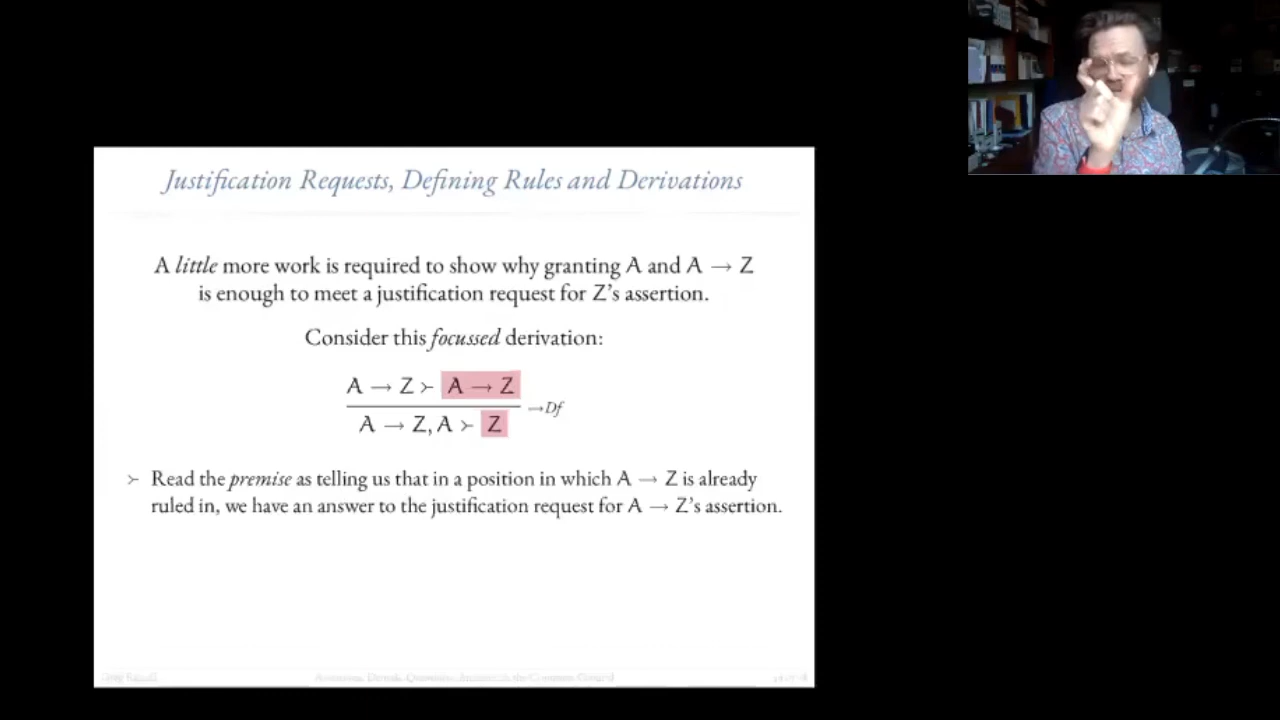 Justification Requests, Defining Rules and Derivations
A little more work is required to show why granting A and A → Z
is enough to meet a justification request for Z's assertion.
Consider this focussed derivation:
A → Z ≻ A → Z
→Df
A → Z, A ≻ Z
≻ Read the premise as telling us that in a position in which A → Z is already
ruled in, we have an answer to the justification request for A → Z's assertion.